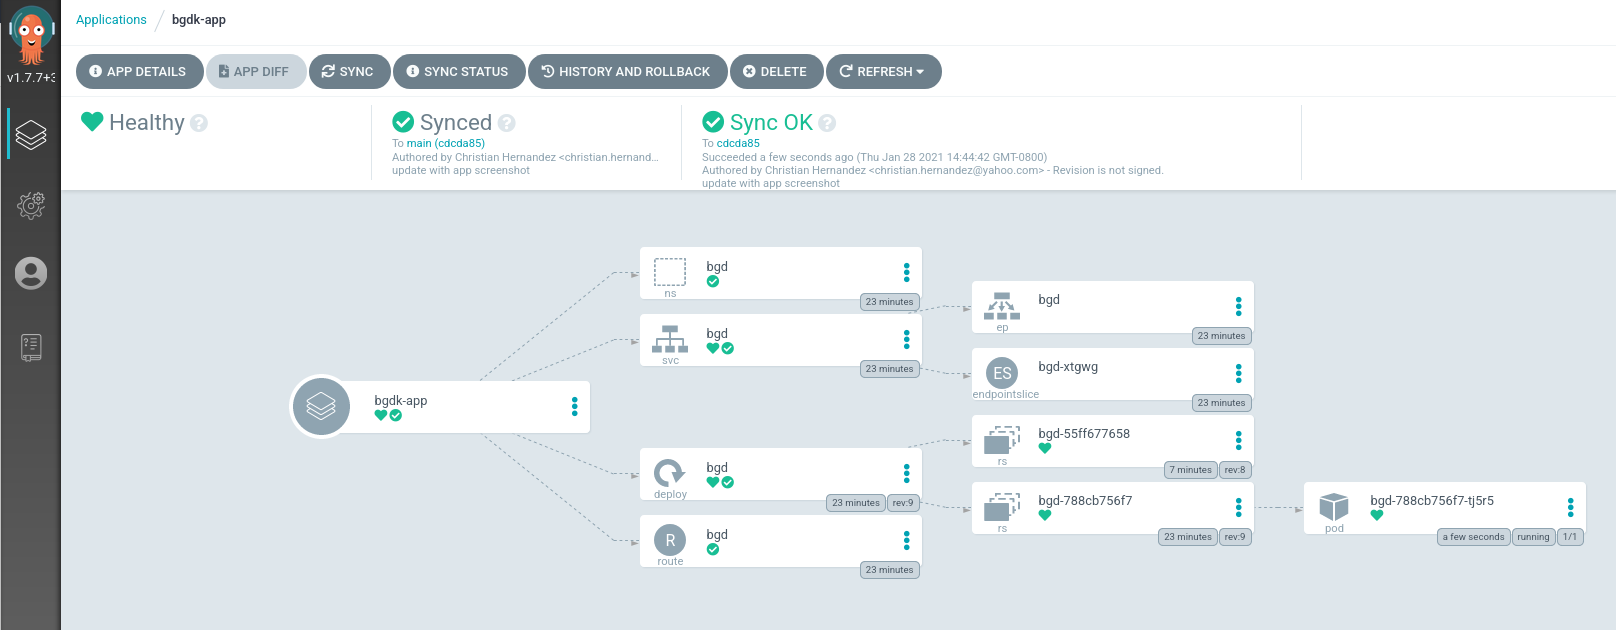 Applications / bgdk-app
v1.7.7+3
APP DETAILS
APP DIFF
SYNC
SYNC STATUS
HISTORY AND ROLLBACK
DELETE
REFRESH
Healthy ?
Synced ?
To main (cdcda85)
Authored by Christian Hernandez <christian.hernand...
update with app screenshot
Sync OK ?
To cdcda85
Succeeded a few seconds ago (Thu Jan 28 2021 14:44:42 GMT-0800)
Authored by Christian Hernandez <christian.hernandez@yahoo.com> - Revision is not signed.
update with app screenshot
bgdk-app
bgd
ns
23 minutes
bgd
svc
23 minutes
bgd
deploy
23 minutes rev:9
bgd
R
route
23 minutes
bgd
ep
23 minutes
ES
bgd-xtgwg
endpointslice
23 minutes
bgd-55ff677658
rs
7 minutes rev:8
bgd-788cb756f7
rs
23 minutes rev:9
bgd-788cb756f7-tj5r5
pod
a few seconds running 1/1